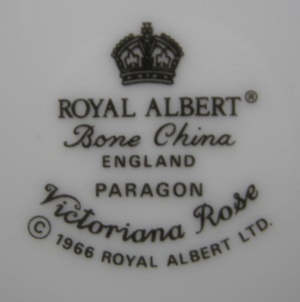 ROYAL ALBERT®
Bone China
ENGLAND
PARAGON
Victoriana Rose
© 1966 ROYAL ALBERT LTD.